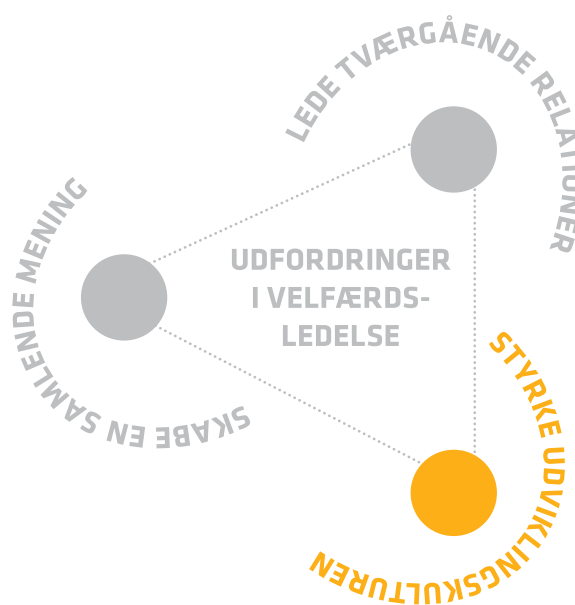 LEDE TVÆRGÅENDE RELATIONER
SKABE EN SAMLENDE MENING
UDFORDRINGER
I VELFÆRDS-
LEDELSE
STYRKE UDVIKLINGSKULTUREN